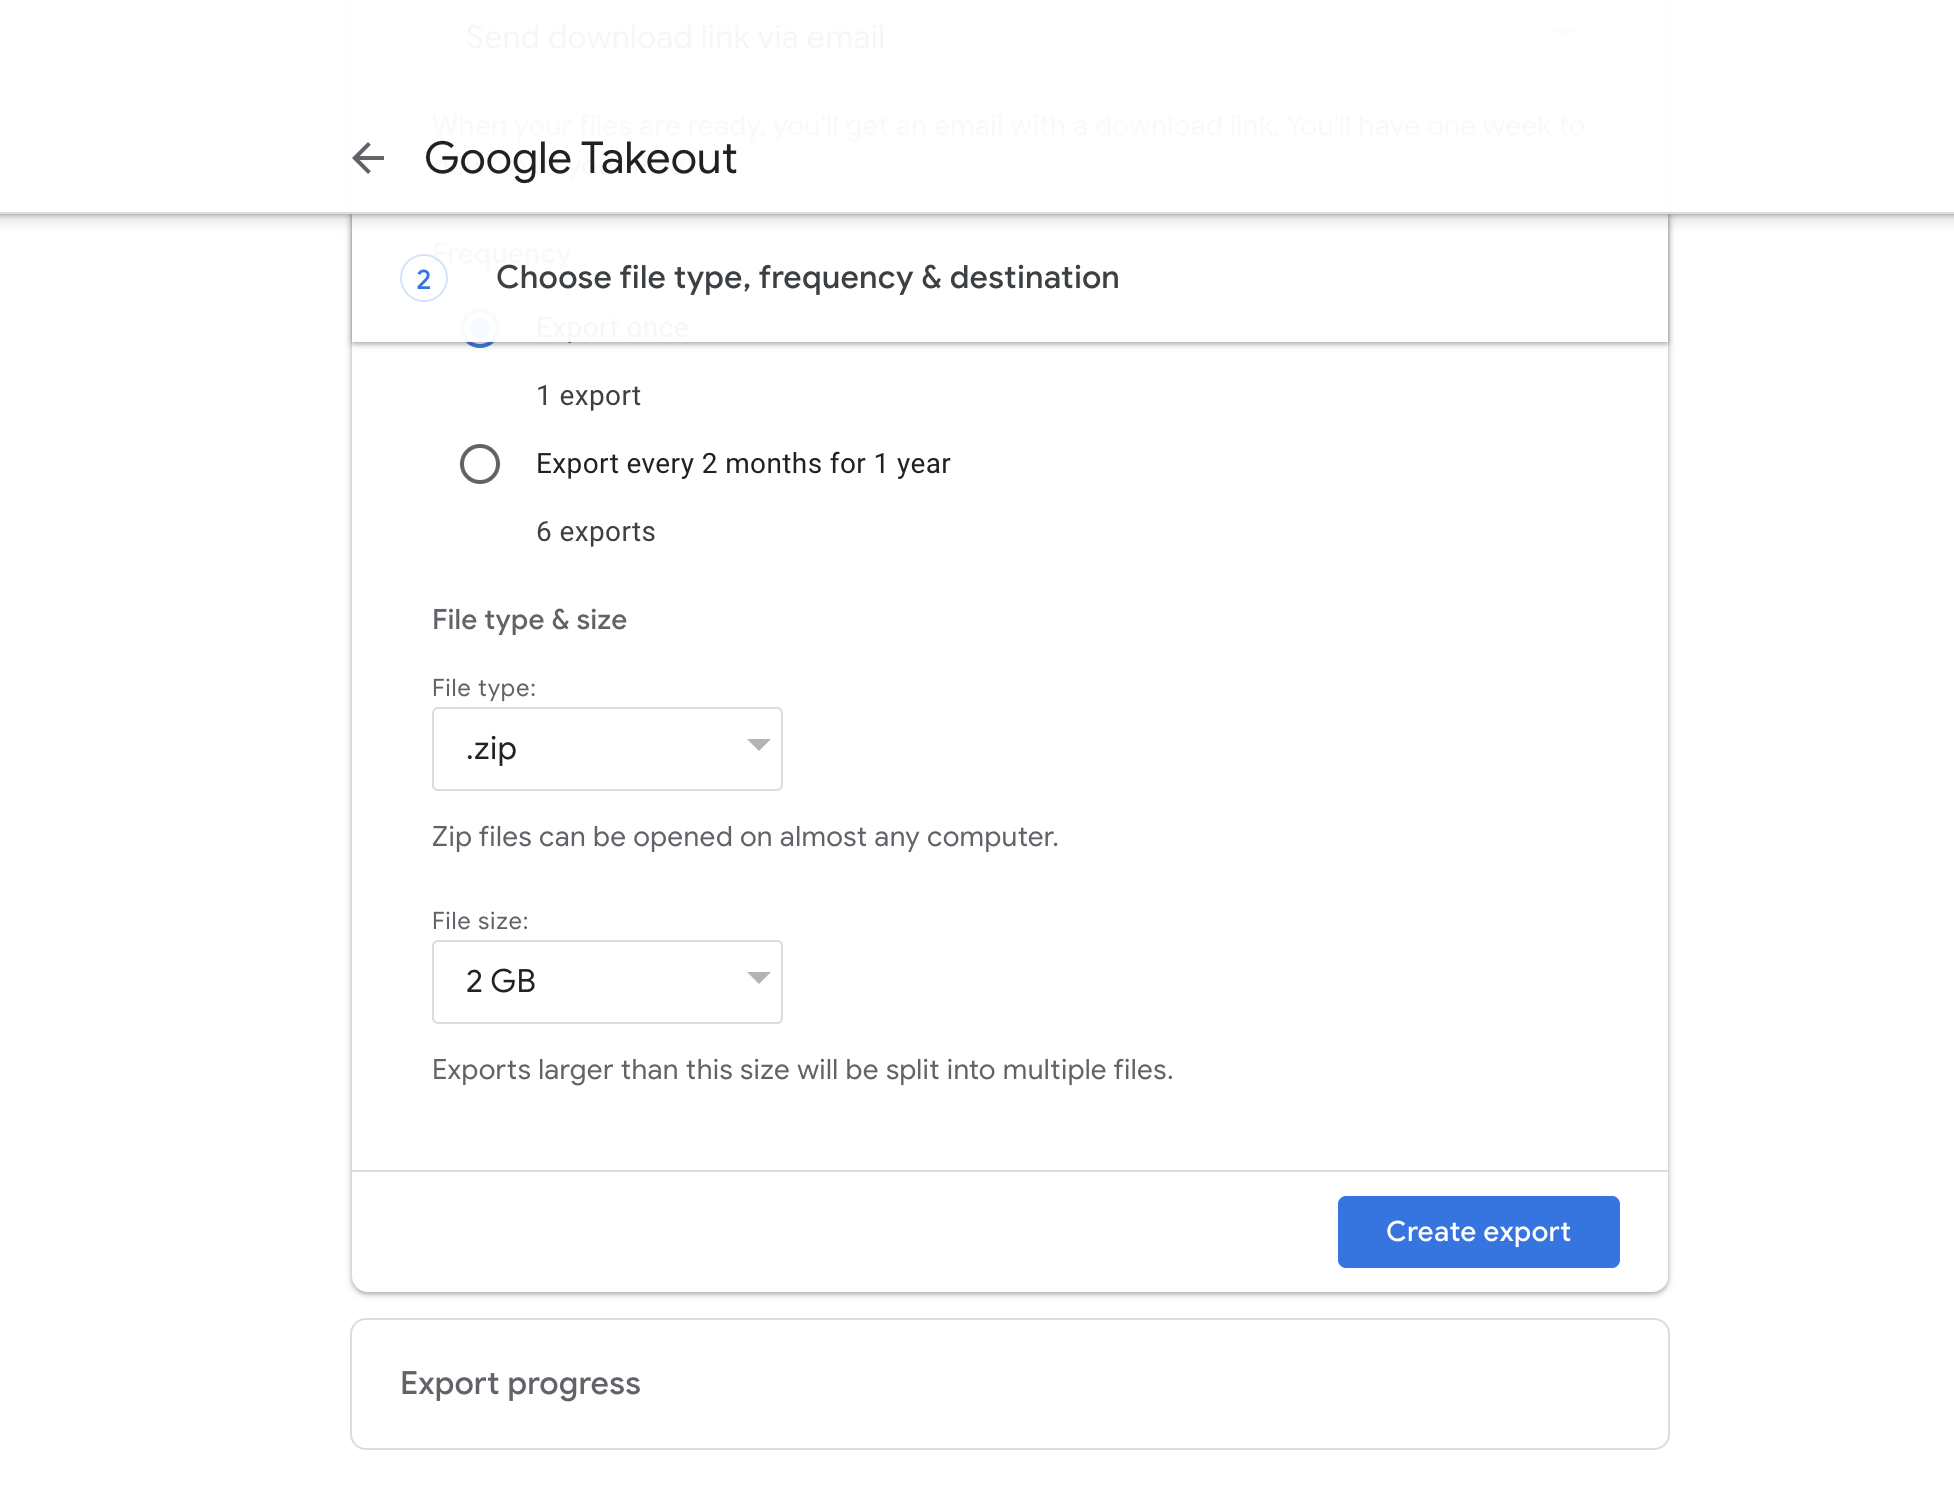 Send download link via email
When your files are ready, you'll get an email with a download link. You'll have one week to
Google Takeout
Frequency
2 Choose file type, frequency & destination
Export once
1 export
Export every 2 months for 1 year
6 exports
File type & size
File type:
.zip
Zip files can be opened on almost any computer.
File size:
2 GB
Exports larger than this size will be split into multiple files.
Create export
Export progress